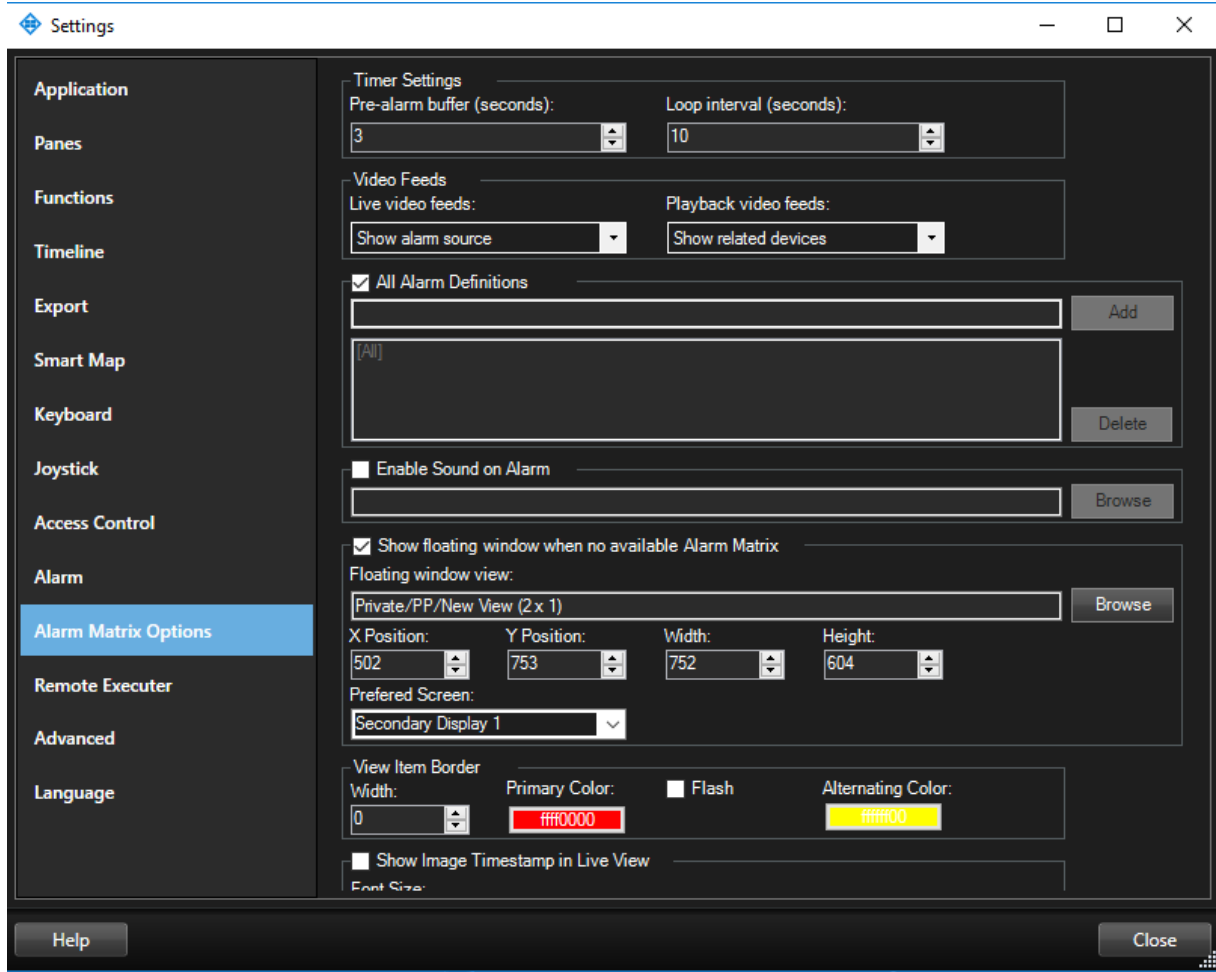 Settings
Application
Panes
Functions
Timeline
Export
Smart Map
Keyboard
Joystick
Access Control
Alarm
Alarm Matrix Options
Remote Executer
Advanced
Language
Timer Settings
Pre-alarm buffer (seconds): Loop interval (seconds):
3 10
Video Feeds
Live video feeds: Playback video feeds:
Show alarm source Show related devices
All Alarm Definitions
Add
[All]
Delete
Enable Sound on Alarm
Browse
Show floating window when no available Alarm Matrix
Floating window view:
Private/PP/New View (2 x 1) Browse
X Position: Y Position: Width: Height:
502 753 752 604
Prefered Screen:
Secondary Display 1
View Item Border
Width: Primary Color: Flash Alternating Color:
0 ffff0000 ffffff00
Show Image Timestamp in Live View
Font Size:
Help Close